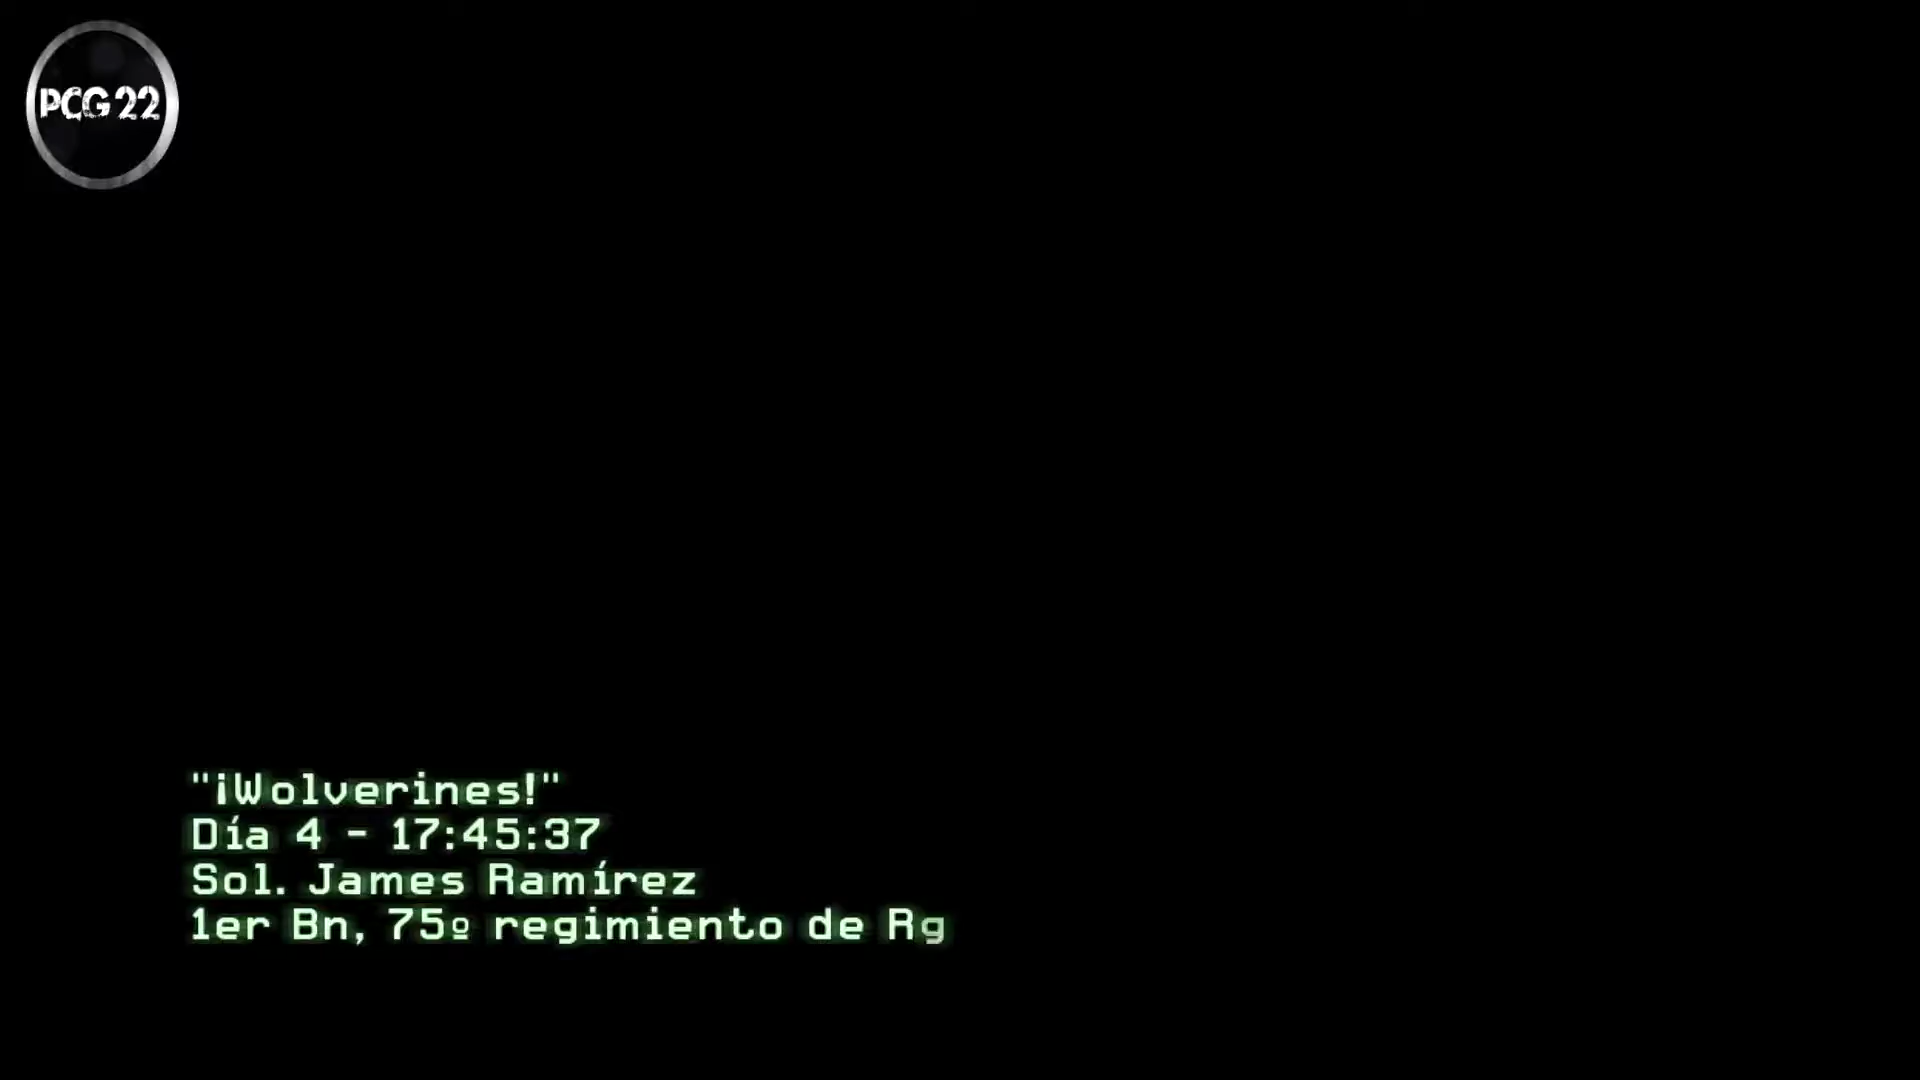 PCG 22
"¡Wolverines!"
Día 4 - 17:45:37
Sol. James Ramírez
1er Bn, 75º regimiento de Rg